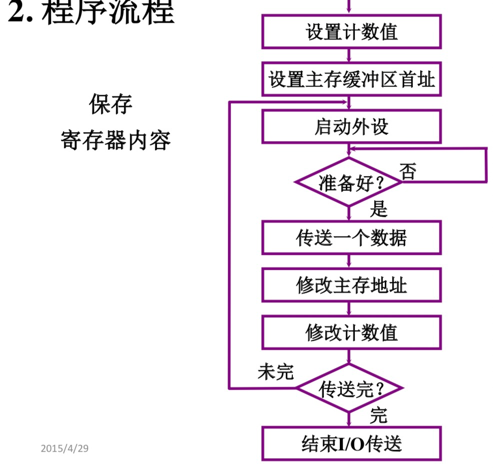 2. 程序流程
保存
寄存器内容
设置计数值
设置主存缓冲区首址
启动外设
准备好？
否
是
传送一个数据
修改主存地址
修改计数值
未完
传送完？
完
结束I/O传送
2015/4/29